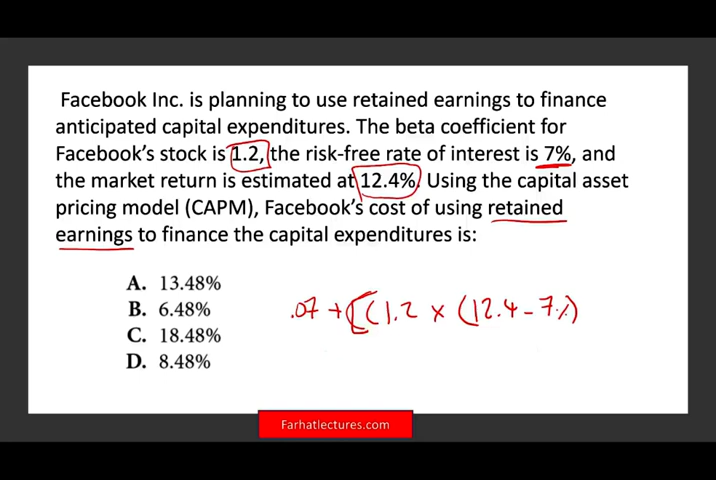 Facebook Inc. is planning to use retained earnings to finance
anticipated capital expenditures. The beta coefficient for
Facebook's stock is 1.2, the risk-free rate of interest is 7%, and
the market return is estimated at 12.4%. Using the capital asset
pricing model (CAPM), Facebook's cost of using retained
earnings to finance the capital expenditures is:
A. 13.48%
B. 6.48%
C. 18.48%
D. 8.48%
.07 + [(1.2 × (12.4 - 7%)
Farhatlectures.com